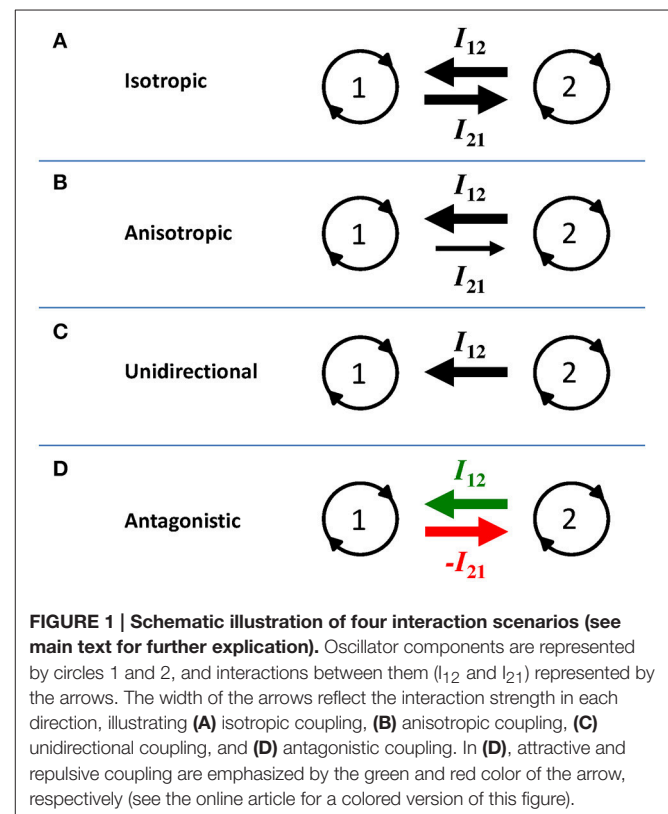 A
Isotropic
1
I12
I21
2
B
Anisotropic
1
I12
I21
2
C
Unidirectional
1
I12
2
D
Antagonistic
1
I12
-I21
2
FIGURE 1 | Schematic illustration of four interaction scenarios (see
main text for further explication). Oscillator components are represented
by circles 1 and 2, and interactions between them (I12 and I21) represented by
the arrows. The width of the arrows reflect the interaction strength in each
direction, illustrating (A) isotropic coupling, (B) anisotropic coupling, (C)
unidirectional coupling, and (D) antagonistic coupling. In (D), attractive and
repulsive coupling are emphasized by the green and red color of the arrow,
respectively (see the online article for a colored version of this figure).